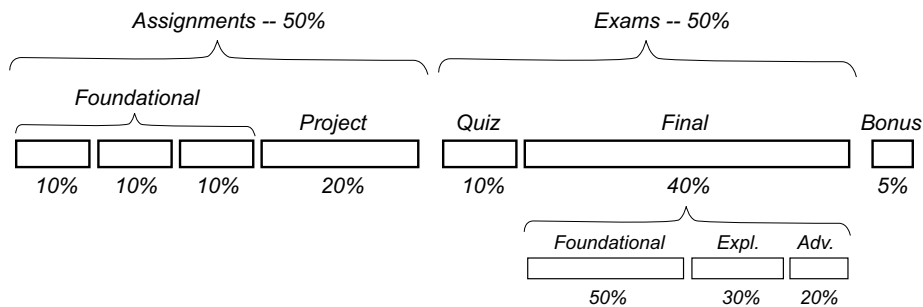 Assignments -- 50% Exams -- 50%
Foundational
Project Quiz Final Bonus
10% 10% 10% 20% 10% 40% 5%
Foundational Expl. Adv.
50% 30% 20%